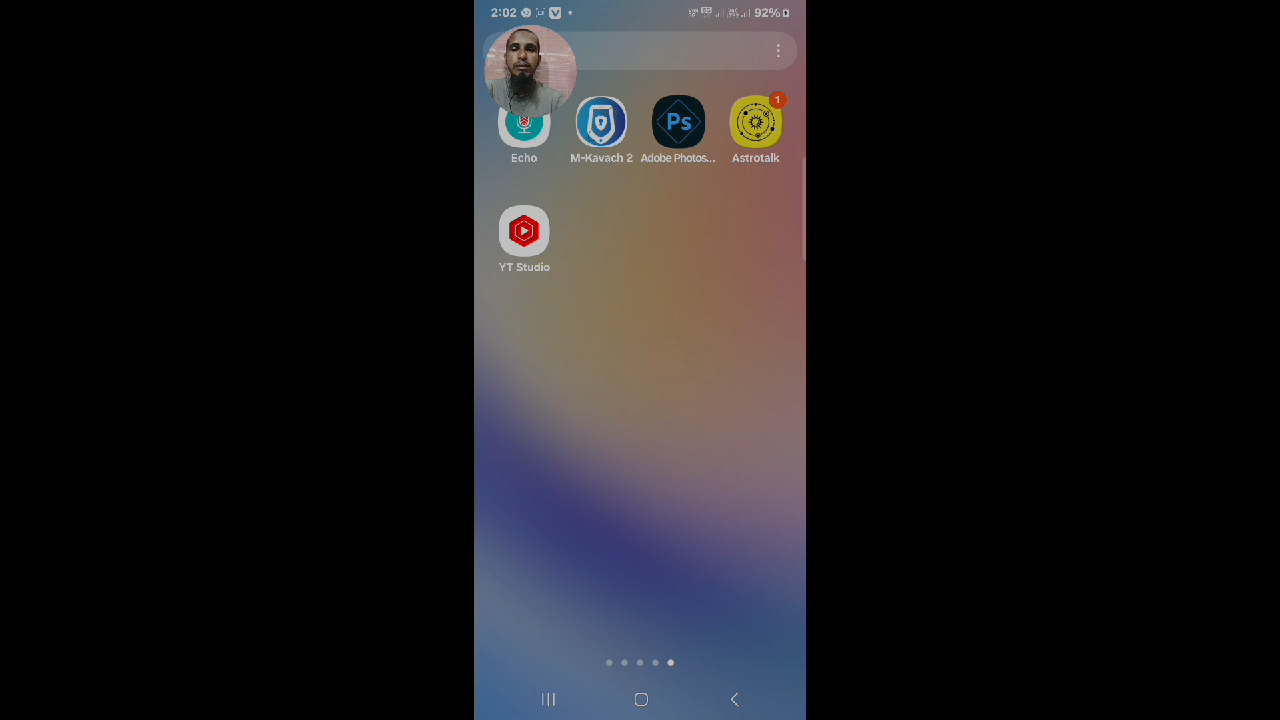 2:02
92%
Echo
M-Kavach 2
Ps
Adobe Photos...
1
Astrotalk
YT Studio